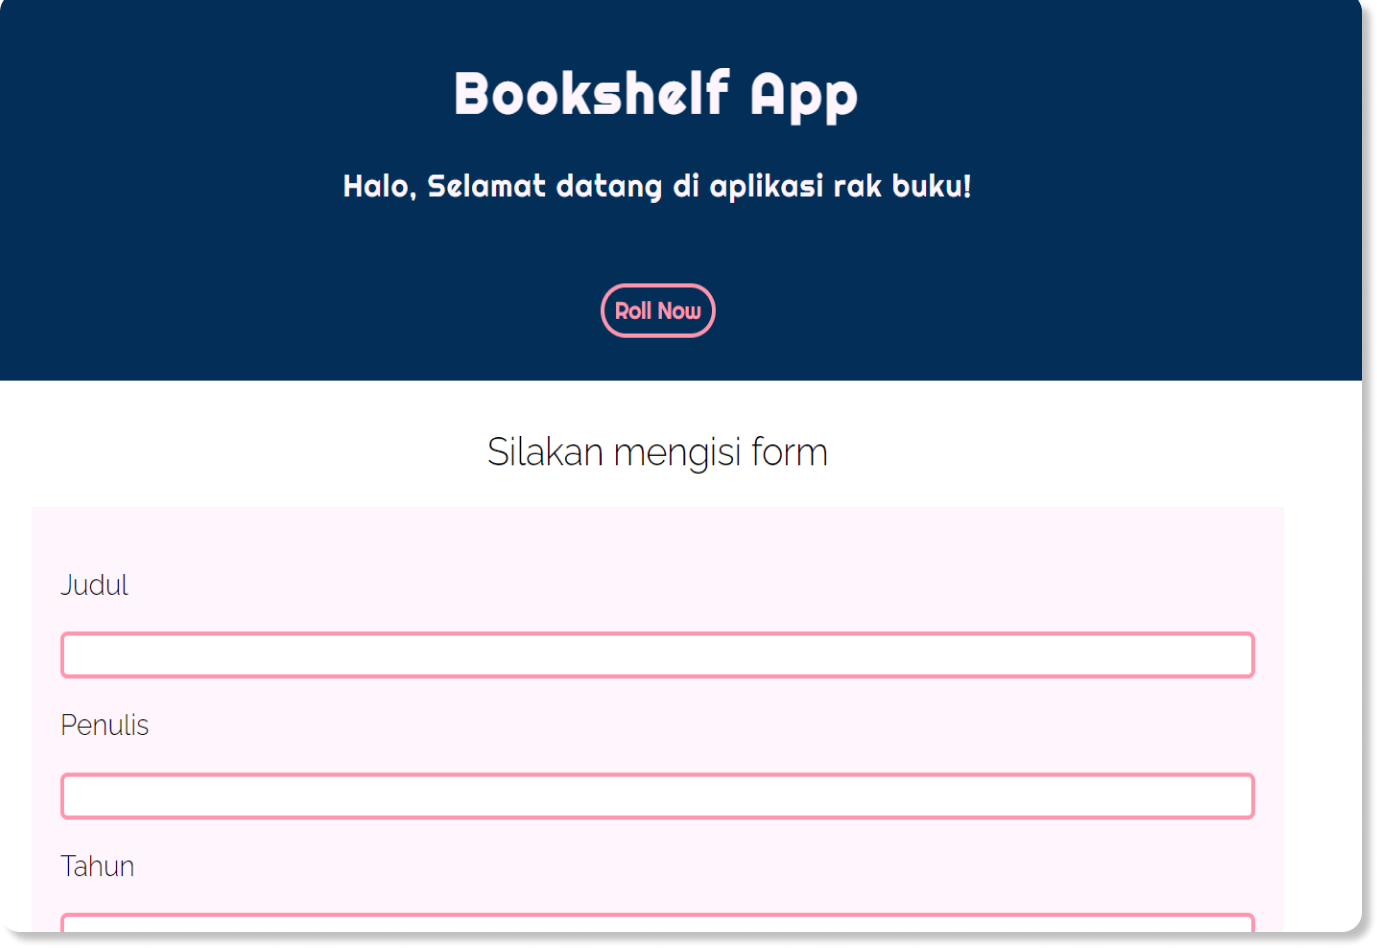 Bookshelf App
Halo, Selamat datang di aplikasi rak buku!
Roll Now
Silakan mengisi form
Judul
Penulis
Tahun